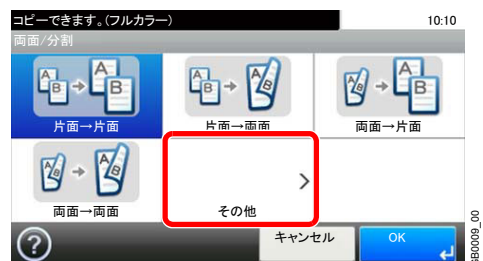 コピーできます。(フルカラー)
10:10
両面/分割
A B A B
A B A B
A B A B
片面→片面
片面→両面
両面→片面
A B A B
両面→両面
その他
?
キャンセル
OK